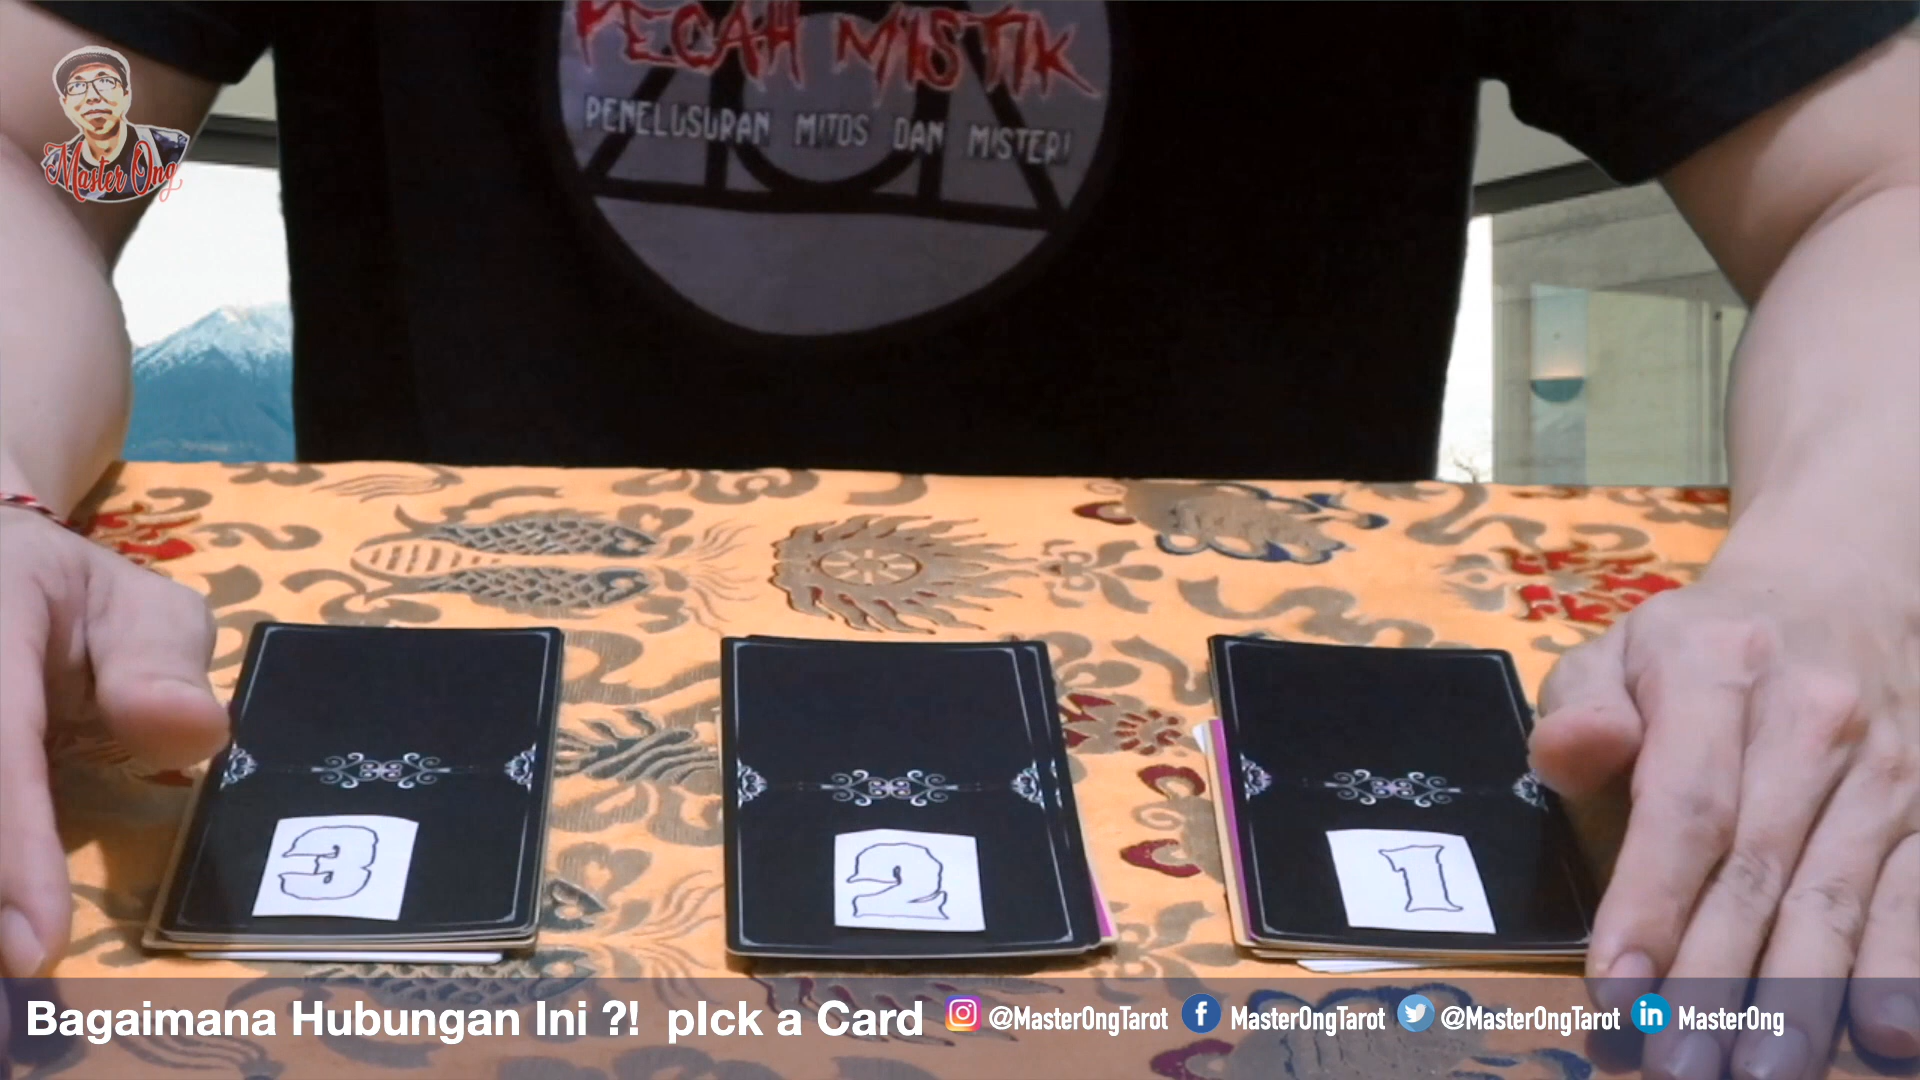 PECAH MISTIK
PENELUSURAN MITOS DAN MISTERI
Master Ong
3
2
1
Bagaimana Hubungan Ini ?! pIck a Card
@MasterOngTarot
MasterOngTarot
@MasterOngTarot
MasterOng